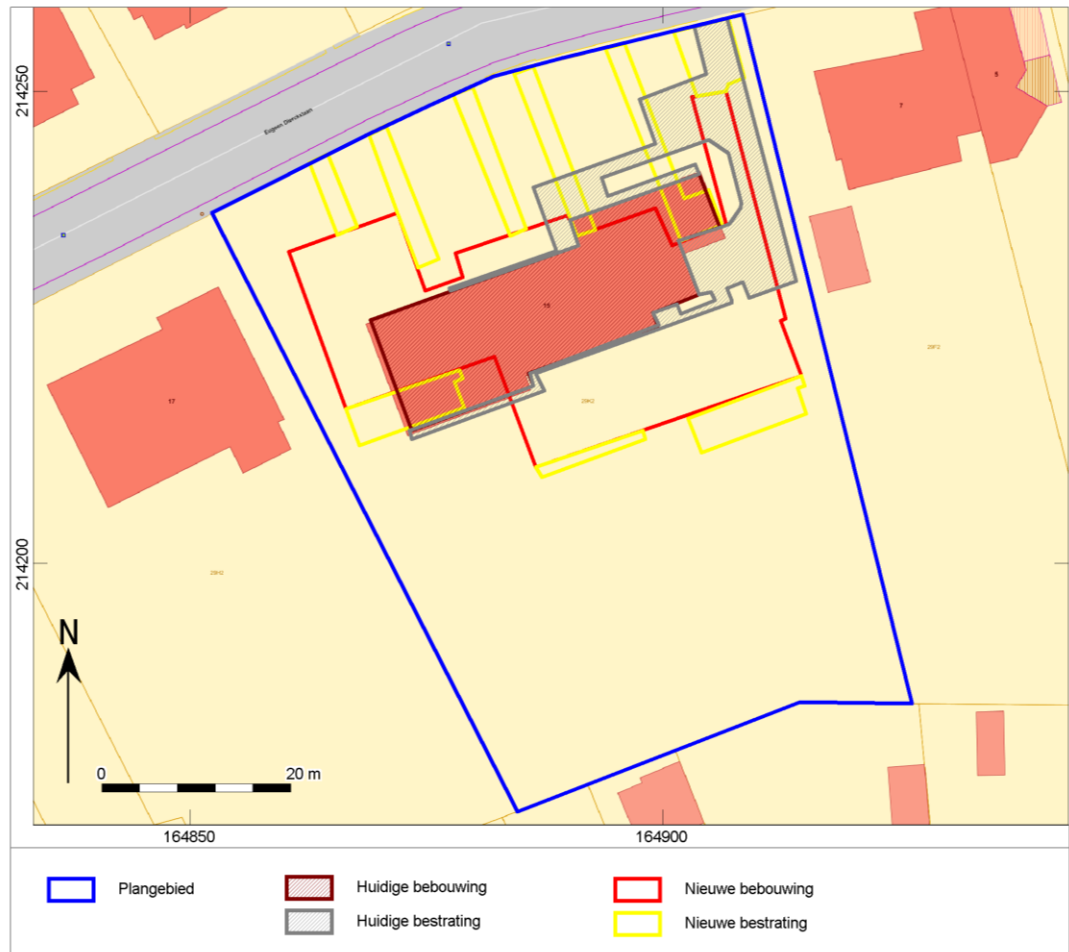 214250
7
5
Eugeen Dierckxlaan
15
17
29F2
29K2
214200
29H2
N
0 20 m
164850 164900
Plangebied Huidige bebouwing Nieuwe bebouwing
Huidige bestrating Nieuwe bestrating